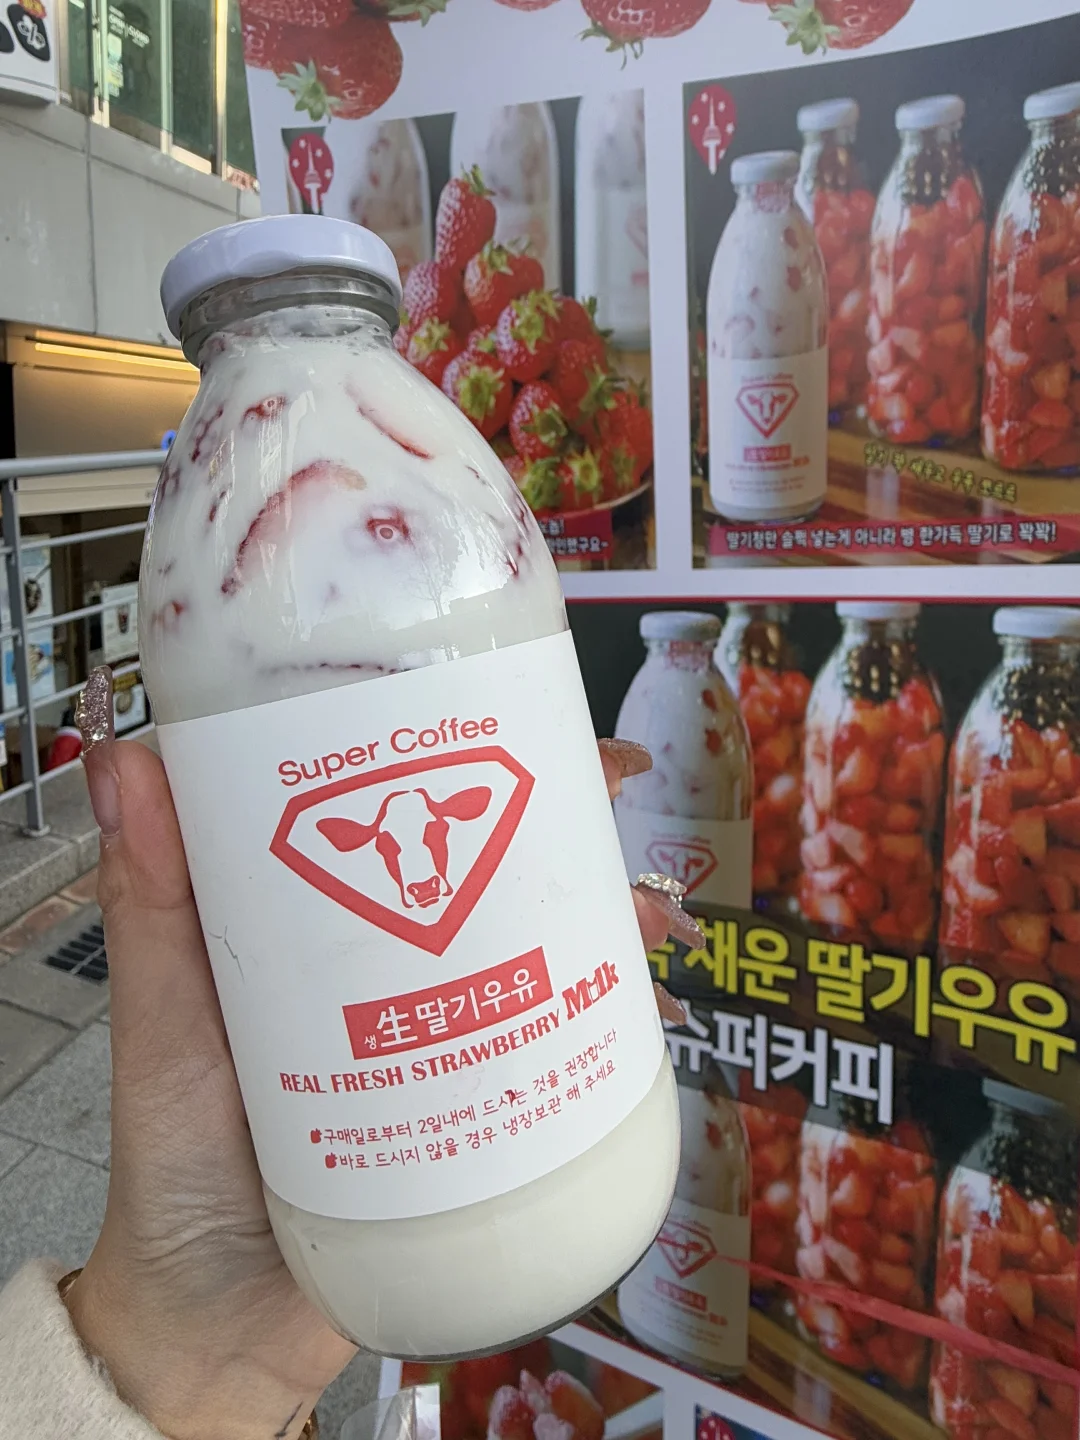 Super Coffee
생生딸기우유
REAL FRESH STRAWBERRY Milk
구매일로부터 2일내에 드시는 것을 권장합니다
바로 드시지 않을 경우 냉장보관 해 주세요
Super Coffee
딸기청만 슬쩍 넣는게 아니라 병 한가득 딸기로 꽉꽉!
채운 딸기우유
슈퍼커피